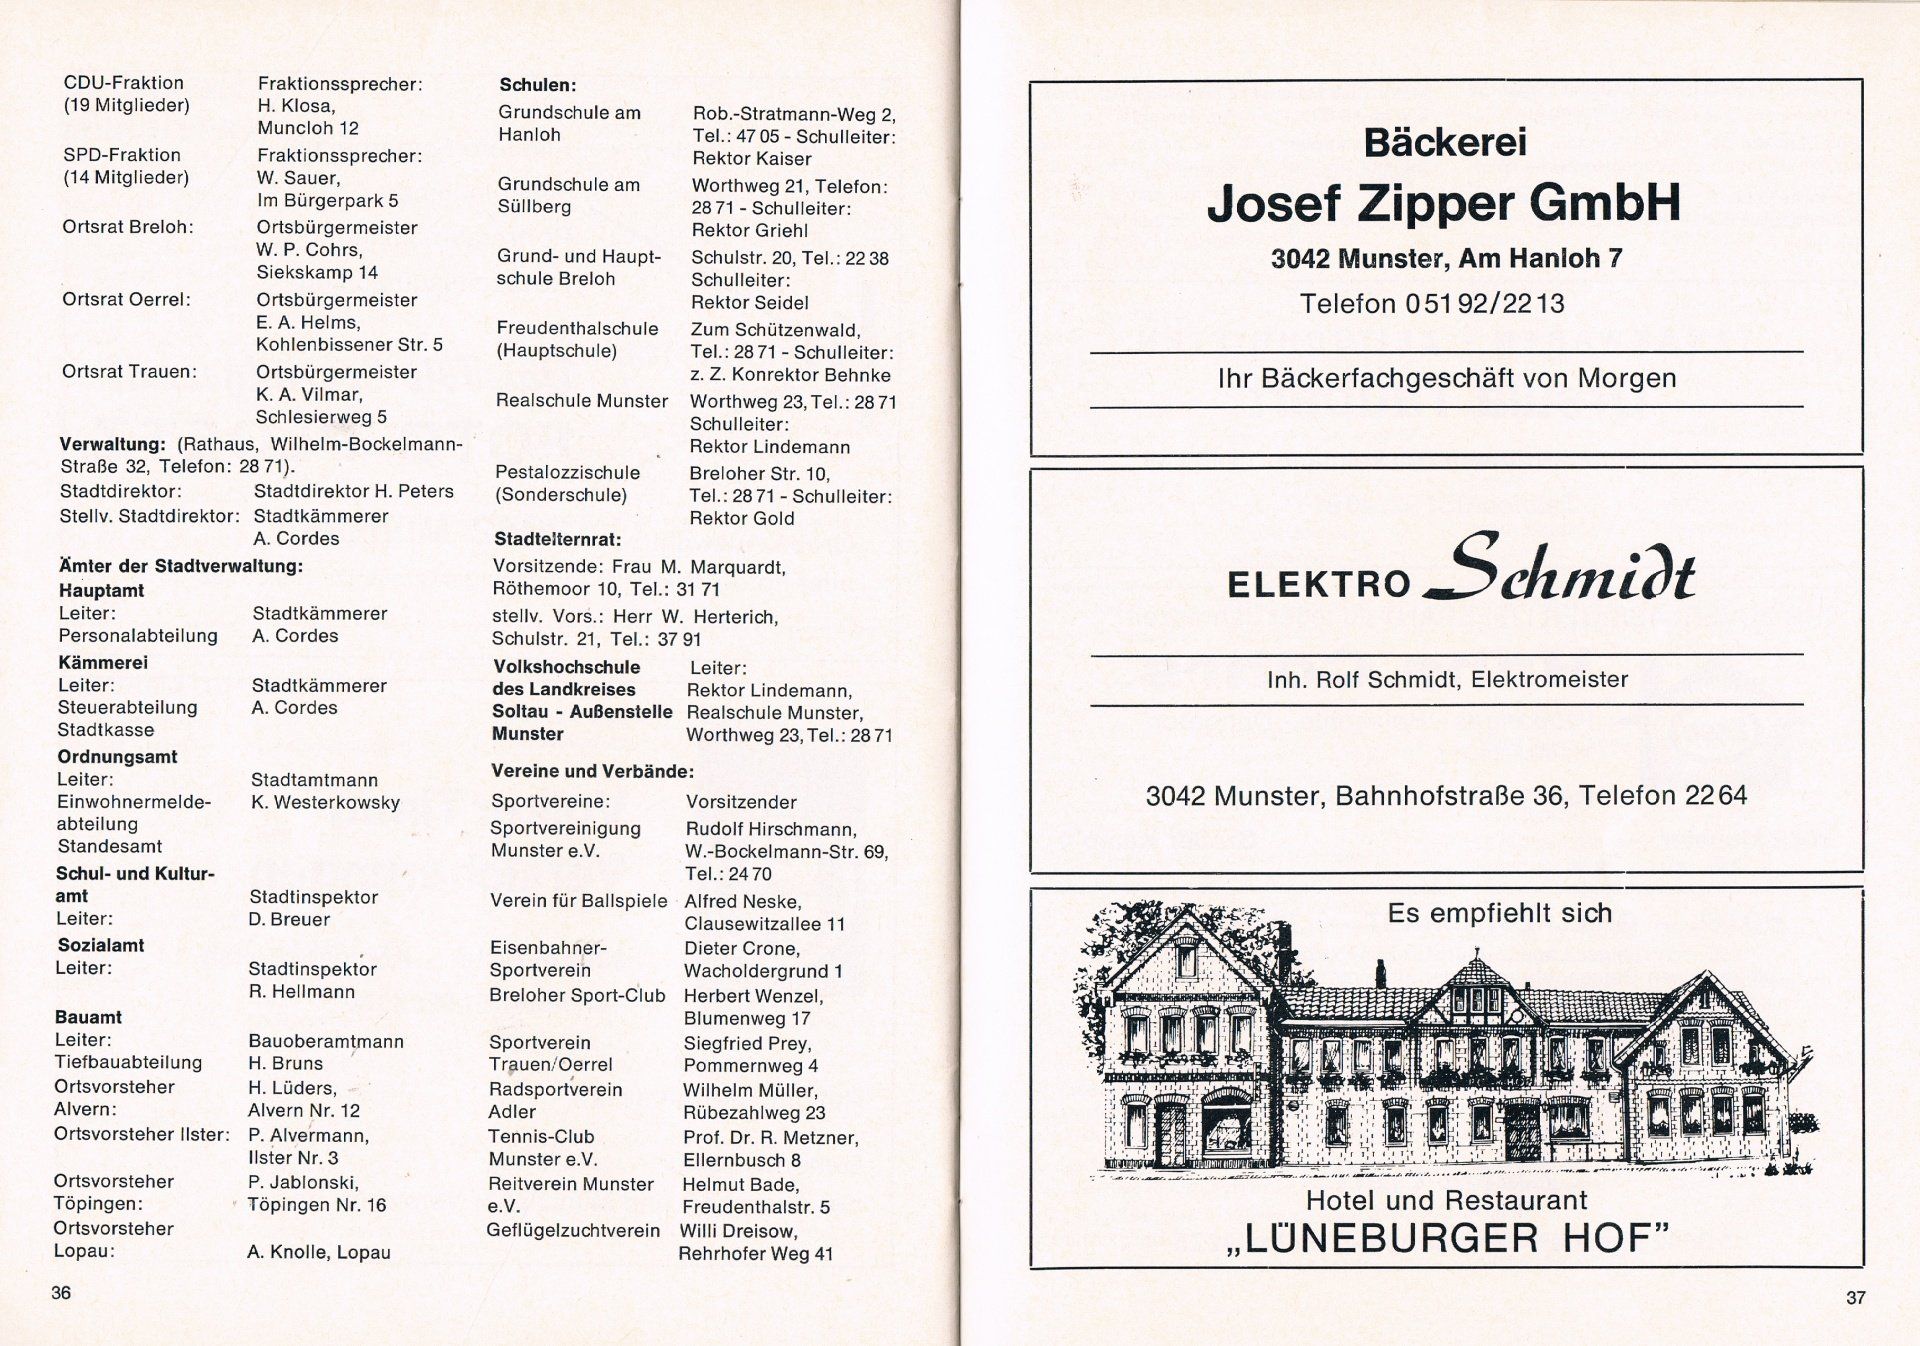 CDU-Fraktion Fraktionssprecher:
(19 Mitglieder) H. Klosa,
Muncloh 12
SPD-Fraktion Fraktionssprecher:
(14 Mitglieder) W. Sauer,
Im Bürgerpark 5
Ortsrat Breloh: Ortsbürgermeister
W. P. Cohrs,
Siekskamp 14
Ortsrat Oerrel: Ortsbürgermeister
E. A. Helms,
Kohlenbissener Str. 5
Ortsrat Trauen: Ortsbürgermeister
K. A. Vilmar,
Schlesierweg 5
Verwaltung: (Rathaus, Wilhelm-Bockelmann-
Straße 32, Telefon: 28 71).
Stadtdirektor: Stadtdirektor H. Peters
Stellv. Stadtdirektor: Stadtkämmerer
A. Cordes
Ämter der Stadtverwaltung:
Hauptamt
Leiter: Stadtkämmerer
Personalabteilung A. Cordes
Kämmerei
Leiter: Stadtkämmerer
Steuerabteilung A. Cordes
Stadtkasse
Ordnungsamt
Leiter: Stadtamtmann
Einwohnermelde- K. Westerkowsky
abteilung
Standesamt
Schul- und Kultur-
amt Stadtinspektor
Leiter: D. Breuer
Sozialamt
Leiter: Stadtinspektor
R. Hellmann
Bauamt
Leiter: Bauoberamtmann
Tiefbauabteilung H. Bruns
Ortsvorsteher H. Lüders,
Alvern: Alvern Nr. 12
Ortsvorsteher Ilster: P. Alvermann,
Ilster Nr. 3
Ortsvorsteher P. Jablonski,
Töpingen: Töpingen Nr. 16
Ortsvorsteher
Lopau: A. Knolle, Lopau
36
Schulen:
Grundschule am Rob.-Stratmann-Weg 2,
Hanloh Tel.: 47 05 - Schulleiter:
Rektor Kaiser
Grundschule am Worthweg 21, Telefon:
Süllberg 28 71 - Schulleiter:
Rektor Griehl
Grund- und Haupt- Schulstr. 20, Tel.: 22 38
schule Breloh Schulleiter:
Rektor Seidel
Freudenthalschule Zum Schützenwald,
(Hauptschule) Tel.: 28 71 - Schulleiter:
z. Z. Konrektor Behnke
Realschule Munster Worthweg 23, Tel.: 28 71
Schulleiter:
Rektor Lindemann
Pestalozzischule Breloher Str. 10,
(Sonderschule) Tel.: 28 71 - Schulleiter:
Rektor Gold
Stadtelternrat:
Vorsitzende: Frau M. Marquardt,
Röthemoor 10, Tel.: 31 71
stellv. Vors.: Herr W. Herterich,
Schulstr. 21, Tel.: 37 91
Volkshochschule Leiter:
des Landkreises Rektor Lindemann,
Soltau - Außenstelle Realschule Munster,
Munster Worthweg 23, Tel.: 28 71
Vereine und Verbände:
Sportvereine: Vorsitzender
Sportvereinigung Rudolf Hirschmann,
Munster e.V. W.-Bockelmann-Str. 69,
Tel.: 24 70
Verein für Ballspiele Alfred Neske,
Clausewitzallee 11
Eisenbahner- Dieter Crone,
Sportverein Wacholdergrund 1
Breloher Sport-Club Herbert Wenzel,
Blumenweg 17
Sportverein Siegfried Prey,
Trauen/Oerrel Pommernweg 4
Radsportverein Wilhelm Müller,
Adler Rübezahlweg 23
Tennis-Club Prof. Dr. R. Metzner,
Munster e.V. Ellernbusch 8
Reitverein Munster Helmut Bade,
e.V. Freudenthalstr. 5
Geflügelzuchtverein Willi Dreisow,
Rehrhofer Weg 41
Bäckerei
Josef Zipper GmbH
3042 Munster, Am Hanloh 7
Telefon 0 51 92/22 13
Ihr Bäckerfachgeschäft von Morgen
ELEKTRO Schmidt
Inh. Rolf Schmidt, Elektromeister
3042 Munster, Bahnhofstraße 36, Telefon 22 64
Es empfiehlt sich
Hotel und Restaurant
„LÜNEBURGER HOF”
37